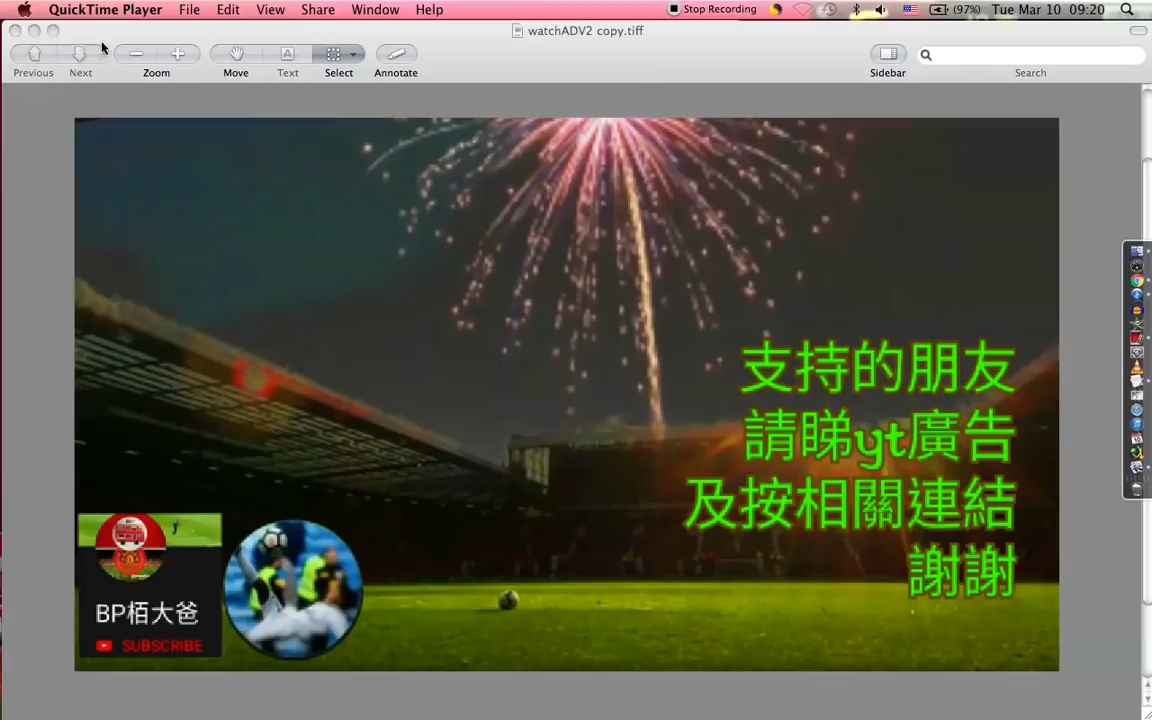 QuickTime Player File Edit View Share Window Help Stop Recording (97%) Tue Mar 10 09:20
watchADV2 copy.tiff
Previous Next Zoom Move Text Select Annotate Sidebar Search
支持的朋友
請睇yt廣告
及按相關連結
謝謝
BP栢大爸
SUBSCRIBE